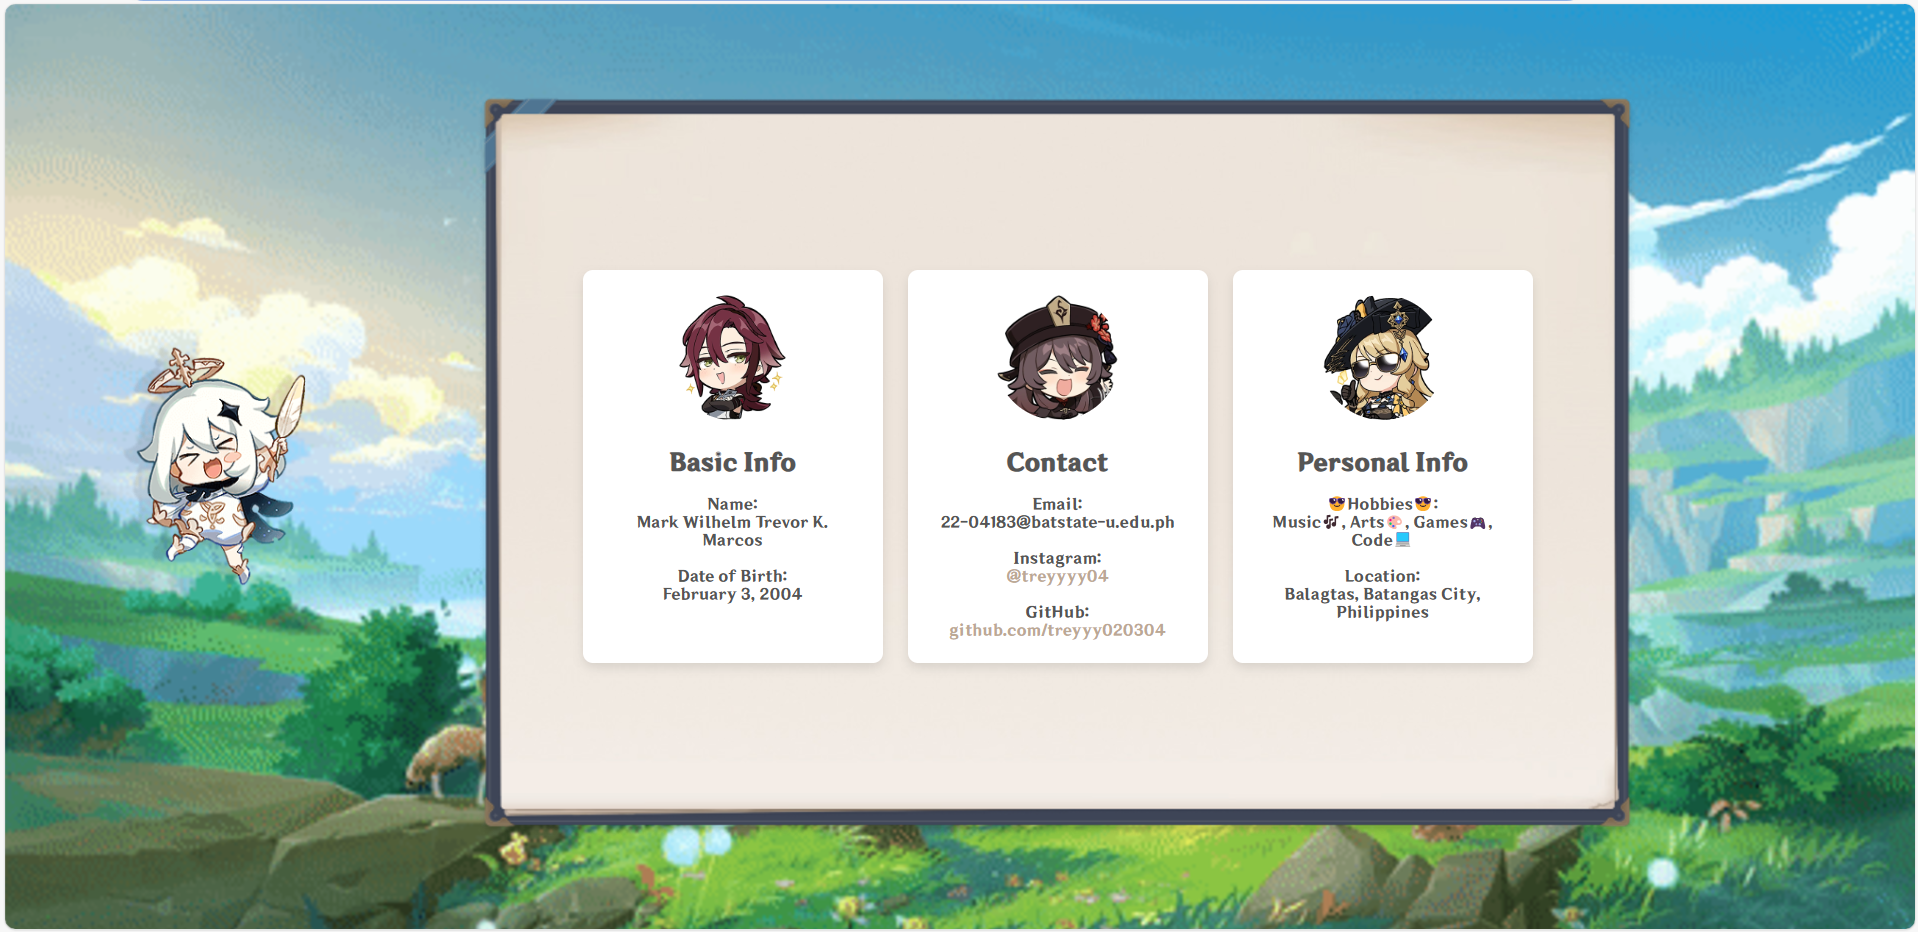 Basic Info
Name:
Mark Wilhelm Trevor K.
Marcos
Date of Birth:
February 3, 2004
Contact
Email:
22-04183@batstate-u.edu.ph
Instagram:
@treyyyy04
GitHub:
github.com/treyyy020304
Personal Info
😎Hobbies😎:
Music🎶, Arts🎨, Games🎮,
Code💻
Location:
Balagtas, Batangas City,
Philippines